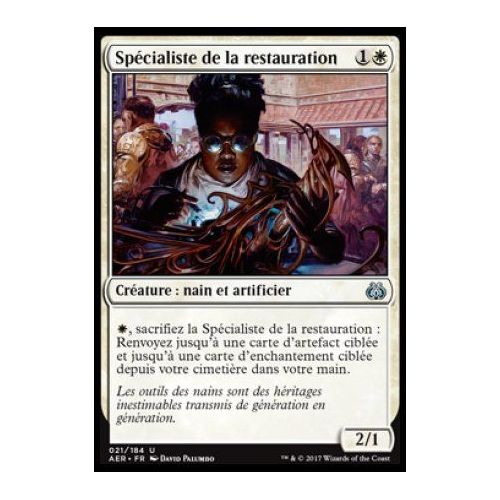 Spécialiste de la restauration 1
Créature : nain et artificier
, sacrifiez la Spécialiste de la restauration :
Renvoyez jusqu'à une carte d'artefact ciblée
et jusqu'à une carte d'enchantement ciblée
depuis votre cimetière dans votre main.
Les outils des nains sont des héritages
inestimables transmis de génération en
génération.
2/1
021/184 U
AER • FR David Palumbo ™ & © 2017 Wizards of the Coast